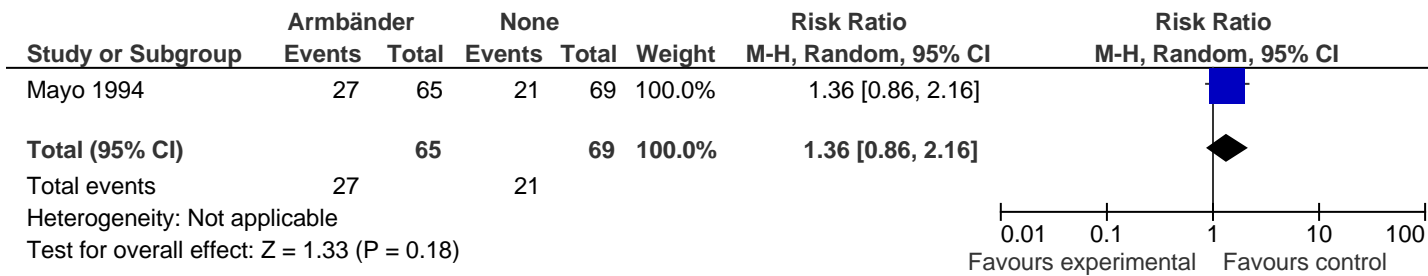 Armbänder None Risk Ratio Risk Ratio
Study or Subgroup Events Total Events Total Weight M-H, Random, 95% CI M-H, Random, 95% CI
Mayo 1994 27 65 21 69 100.0% 1.36 [0.86, 2.16]
Total (95% CI) 65 69 100.0% 1.36 [0.86, 2.16]
Total events 27 21
Heterogeneity: Not applicable
Test for overall effect: Z = 1.33 (P = 0.18)
0.01 0.1 1 10 100
Favours experimental Favours control